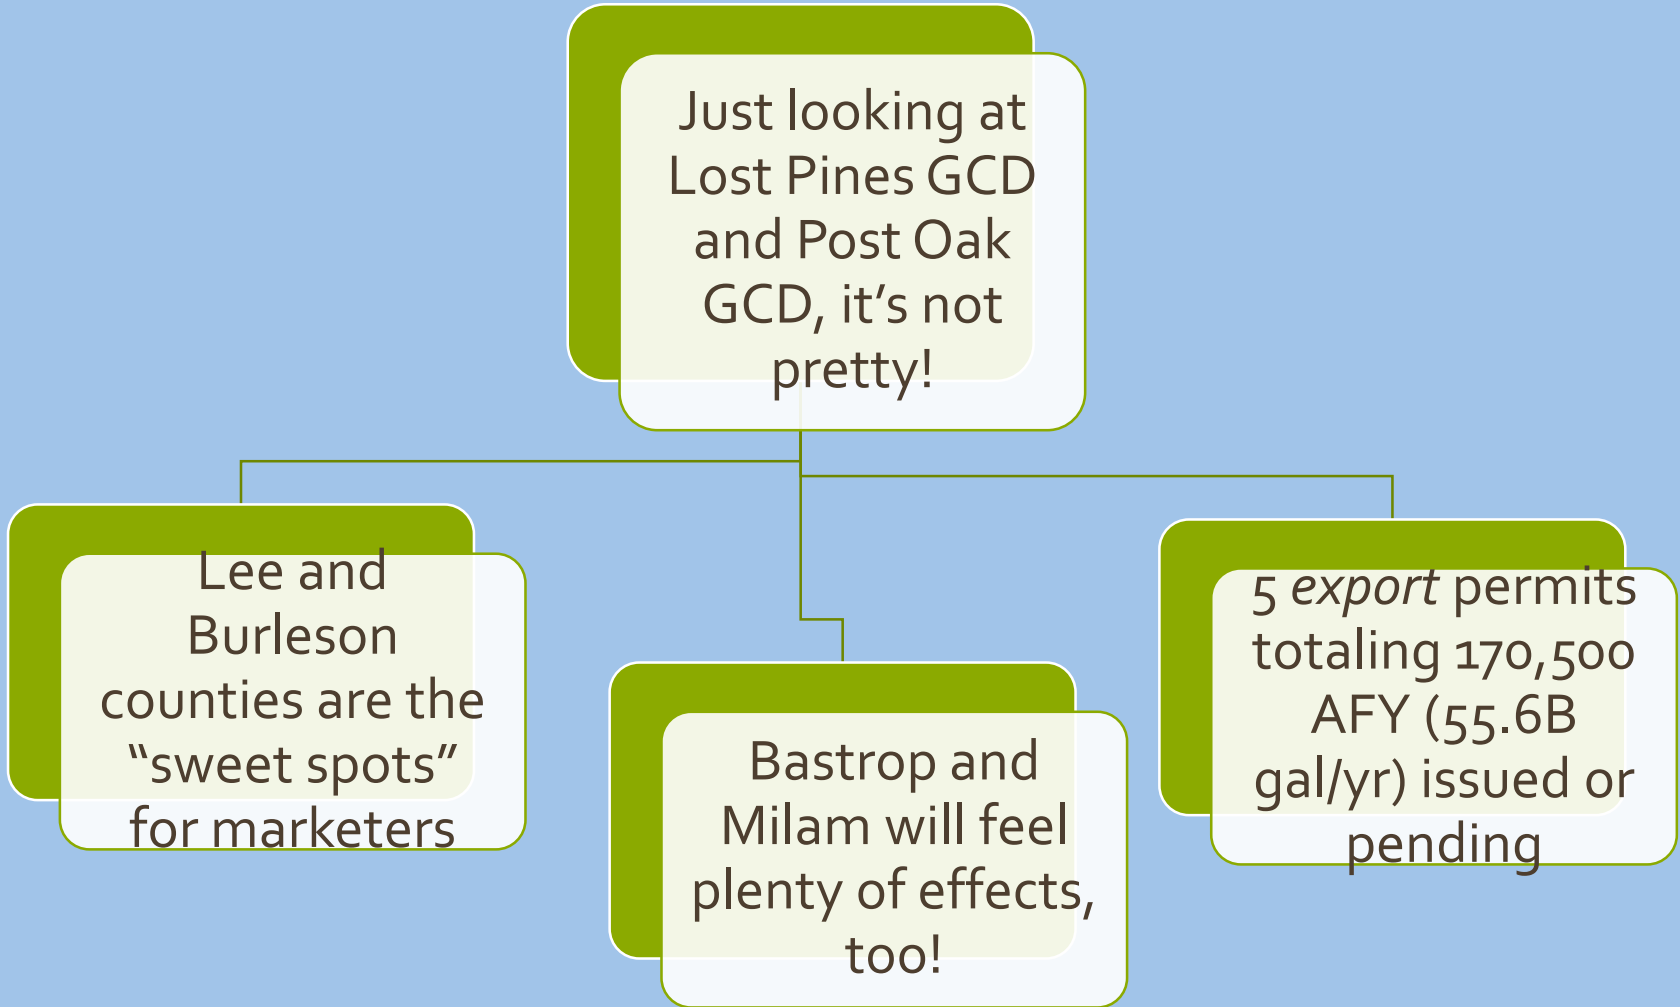 Just looking at
Lost Pines GCD
and Post Oak
GCD, it’s not
pretty!
Lee and
Burleson
counties are the
“sweet spots”
for marketers
Bastrop and
Milam will feel
plenty of effects,
too!
5 export permits
totaling 170,500
AFY (55.6B
gal/yr) issued or
pending